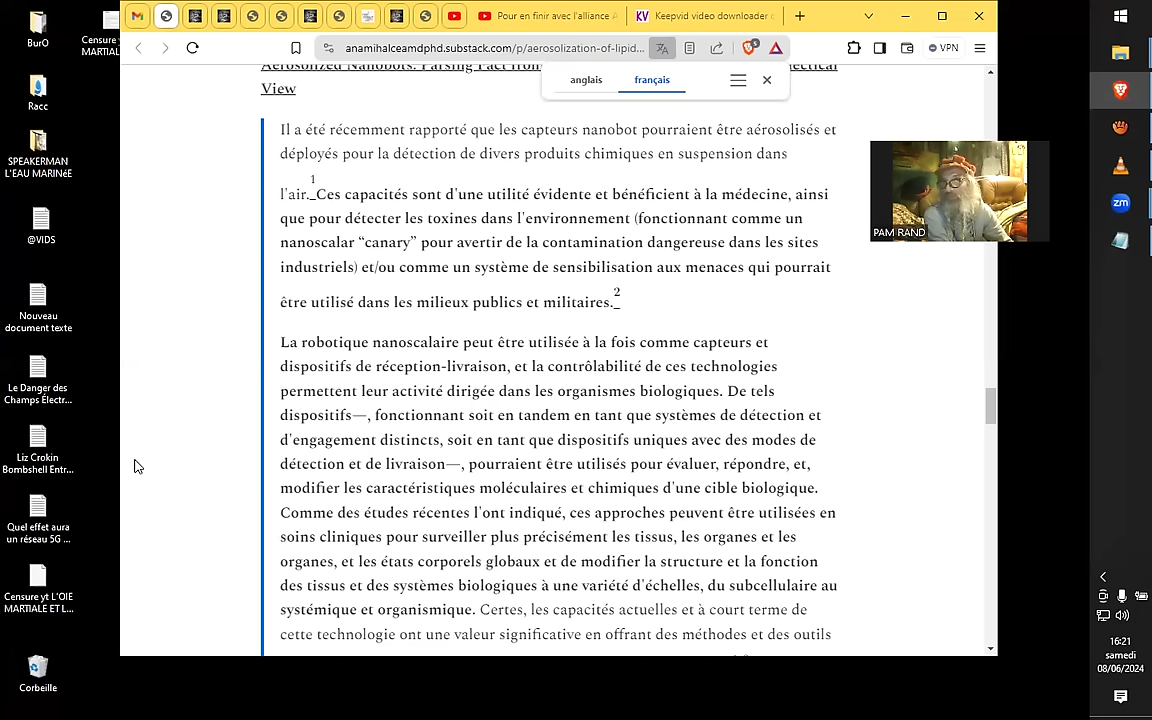 BurO
Censure yt
MARTIALE ET L...
Racc
SPEAKERMAN
L'EAU MARINéE
@VIDS
Nouveau
document texte
Le Danger des
Champs Électr...
Liz Crokin
Bombshell Entr...
Quel effet aura
un réseau 5G ...
Censure yt L'OIE
MARTIALE ET L...
Corbeille
Pour en finir avec l'alliance A
KV Keepvid video downloader
anamihalceamdphd.substack.com/p/aerosolization-of-lipid...
VPN
anglais
français
View
Il a été récemment rapporté que les capteurs nanobot pourraient être aérosolisés et
déployés pour la détection de divers produits chimiques en suspension dans
l'air.1 Ces capacités sont d'une utilité évidente et bénéficient à la médecine, ainsi
que pour détecter les toxines dans l'environnement (fonctionnant comme un
nanoscalar “canary” pour avertir de la contamination dangereuse dans les sites
industriels) et/ou comme un système de sensibilisation aux menaces qui pourrait
être utilisé dans les milieux publics et militaires.2
La robotique nanoscalaire peut être utilisée à la fois comme capteurs et
dispositifs de réception-livraison, et la contrôlabilité de ces technologies
permettent leur activité dirigée dans les organismes biologiques. De tels
dispositifs—, fonctionnant soit en tandem en tant que systèmes de détection et
d'engagement distincts, soit en tant que dispositifs uniques avec des modes de
détection et de livraison—, pourraient être utilisés pour évaluer, répondre, et,
modifier les caractéristiques moléculaires et chimiques d'une cible biologique.
Comme des études récentes l'ont indiqué, ces approches peuvent être utilisées en
soins cliniques pour surveiller plus précisément les tissus, les organes et les
organes, et les états corporels globaux et de modifier la structure et la fonction
des tissus et des systèmes biologiques à une variété d'échelles, du subcellulaire au
systémique et organismique. Certes, les capacités actuelles et à court terme de
cette technologie ont une valeur significative en offrant des méthodes et des outils
PAM RAND
zm
16:21
samedi
08/06/2024